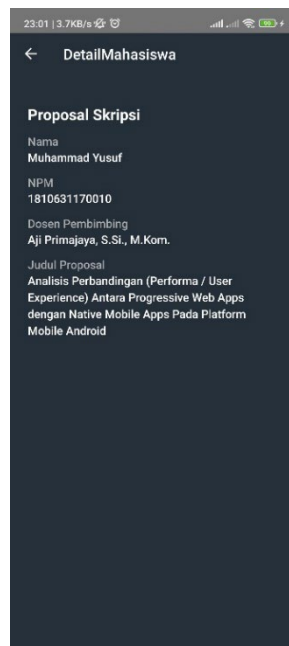 23:01 | 3.7KB/s
99
DetailMahasiswa
Proposal Skripsi
Nama
Muhammad Yusuf
NPM
1810631170010
Dosen Pembimbing
Aji Primajaya, S.Si., M.Kom.
Judul Proposal
Analisis Perbandingan (Performa / User
Experience) Antara Progressive Web Apps
dengan Native Mobile Apps Pada Platform
Mobile Android